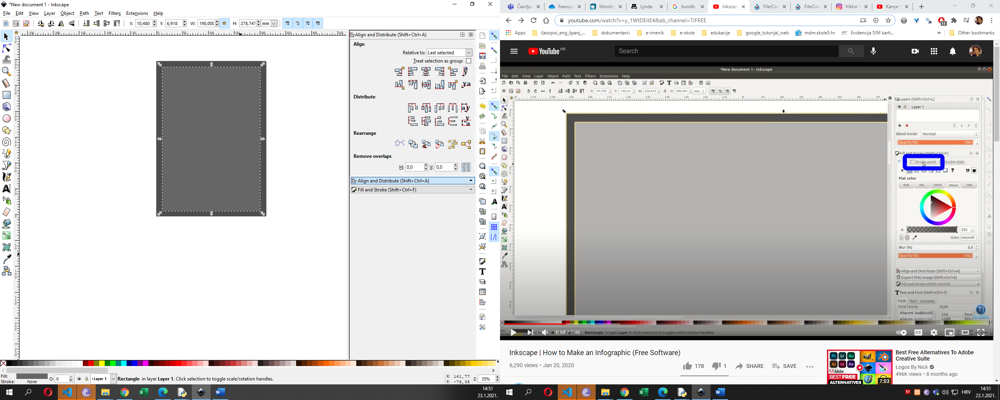 *New document 1 - Inkscape
File Edit View Layer Object Path Text Filters Extensions Help
X: 10,480 Y: 6,918 W: 190,000 H: 278,747 mm
Align and Distribute (Shift+Ctrl+A)
Align
Relative to: Last selected
Treat selection as group:
Distribute
Rearrange
Remove overlaps
H: 0,0 V: 0,0
Align and Distribute (Shift+Ctrl+A)
Fill and Stroke (Shift+Ctrl+F)
Fill:
Stroke: None
O: 0
Layer 1
Rectangle in layer Layer 1. Click selection to toggle scale/rotation handles.
X: 161,77
Y: -76,35
Z: 35%
14:51
23.1.2021.
Čavrljan francus Monito Lynda - bundle Inkscap File:Con File:Con Viktor Kanye
youtube.com/watch?v=y_1WtDEitE4&ab_channel=TJFREE
11
Apps časopisi_eng_španj_... dokumentarci e-imenik e-skole edukacije google_tutorijal_web mdm.skole5.hr Evidencija SIM karti... » Other bookmarks
YouTube HR
Search
*New document 1 - Inkscape
File Edit View Layer Object Path Text Filters Extensions Help
X: -91,763 Y: -142,41 W: 226,615 H: 580,401 mm
Layers (Shift+Ctrl+L)
Layer 1
Blend mode: Normal
Opacity (%) 100,0
Fill and Stroke (Shift+Ctrl+F)
Stroke paint Stroke style
Flat color
RGB HSL CMYK Wheel CMS
A: 255
RGBA: 4d4d4dff
Blur (%) 0,0
Opacity (%) 100,0
Align and Distribute (Shift+Ctrl+A)
Export PNG Image (Shift+Ctrl+E)
Fill and Stroke (Shift+Ctrl+F)
Text and Font (Shift+Ctrl+T)
Font Text Variants
Font family Style
Aharoni AaBbCcIiP CSS Face
Aileron Light Extr
Tj
0:59 / 7:46
Rectangle in layer Layer 1. Click selection to toggle scale/rotation handles.
CC
Inkscape | How to Make an Infographic (Free Software)
6,290 views • Jan 20, 2020
178 1 SHARE SAVE
Ps Lr Au
Ai Id Ae
Adobe
BEST FREE
ALTERNATIVES
7:03
Best Free Alternatives To Adobe
Creative Suite
Logos By Nick
496K views • 8 months ago
HRV
14:51
23.1.2021.